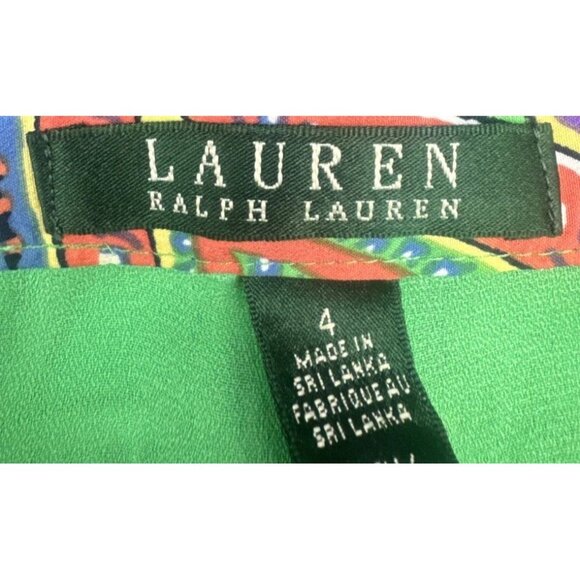 LAUREN
RALPH LAUREN
4
MADE IN
SRI LANKA
FABRIQUE AU
SRI LANKA